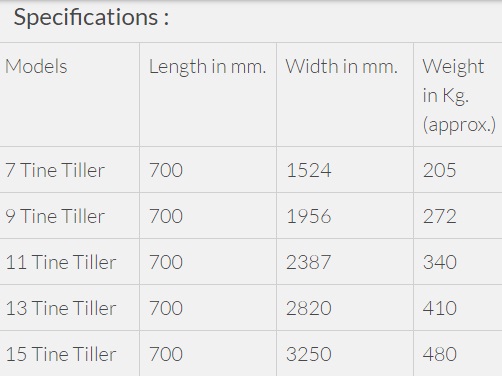 Specifications :
Models Length in mm. Width in mm. Weight in Kg. (approx.)
7 Tine Tiller 700 1524 205
9 Tine Tiller 700 1956 272
11 Tine Tiller 700 2387 340
13 Tine Tiller 700 2820 410
15 Tine Tiller 700 3250 480